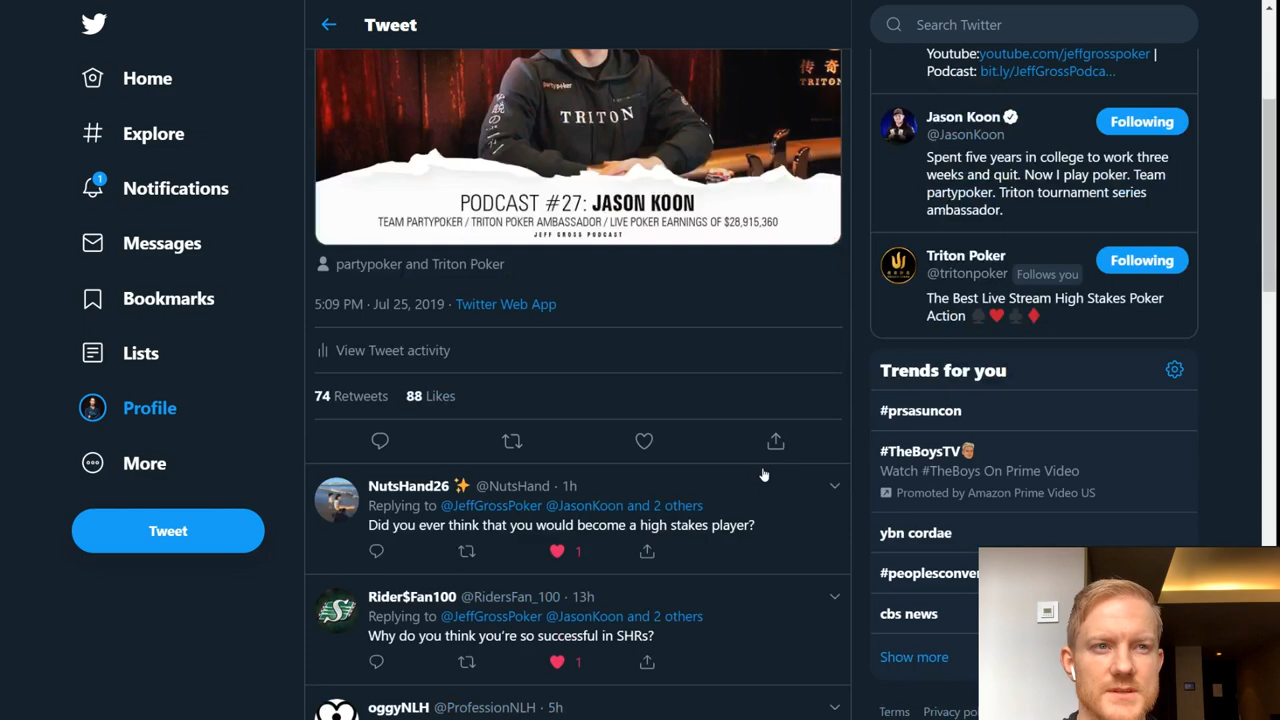 Home
Explore
1
Notifications
Messages
Bookmarks
Lists
Profile
More
Tweet
Tweet
传奇
TRITON
partypoker
TRITON
PODCAST #27: JASON KOON
TEAM PARTYPOKER / TRITON POKER AMBASSADOR / LIVE POKER EARNINGS OF $28,915,360
JEFF GROSS PODCAST
partypoker and Triton Poker
5:09 PM · Jul 25, 2019 · Twitter Web App
View Tweet activity
74 Retweets 88 Likes
NutsHand26 ✨ @NutsHand · 1h
Replying to @JeffGrossPoker @JasonKoon and 2 others
Did you ever think that you would become a high stakes player?
1
Rider$Fan100 @RidersFan_100 · 13h
Replying to @JeffGrossPoker @JasonKoon and 2 others
Why do you think you're so successful in SHRs?
1
oggyNLH @ProfessionNLH · 5h
Search Twitter
Youtube:youtube.com/jeffgrosspoker |
Podcast: bit.ly/JeffGrossPodca...
Jason Koon
Following
@JasonKoon
Spent five years in college to work three
weeks and quit. Now I play poker. Team
partypoker. Triton tournament series
ambassador.
Triton Poker
Following
@tritonpoker Follows you
The Best Live Stream High Stakes Poker
Action ♠️♥️♣️♦️
Trends for you
#prsasuncon
#TheBoysTV
Watch #TheBoys On Prime Video
Promoted by Amazon Prime Video US
ybn cordae
#peoplesconven
cbs news
Show more
Terms Privacy po